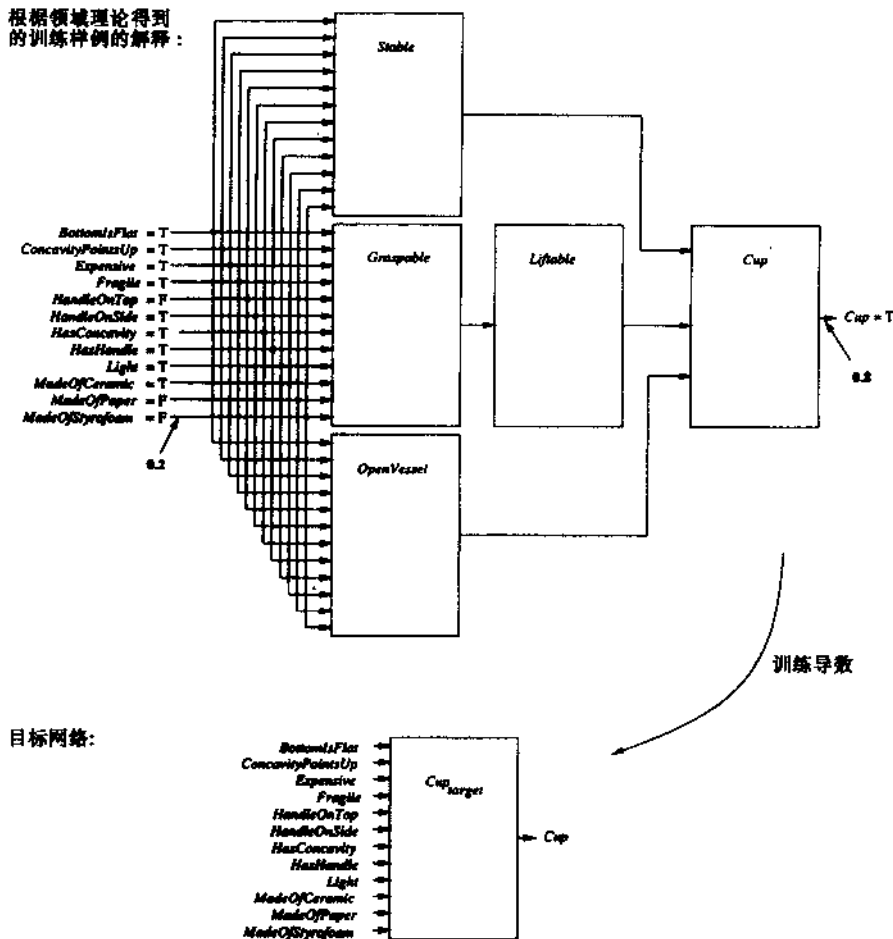 根据领域理论得到
的训练样例的解释：
Stable
BottomIsFlat = T
ConcavityPointsUp = T
Expensive = T
Fragile = T
HandleOnTop = F
HandleOnSide = T
HasConcavity = T
HasHandle = T
Light = T
MadeOfCeramic = T
MadeOfPaper = F
MadeOfStyrofoam = F
0.2
Graspable
Liftable
Cup
Cup = T
0.8
OpenVessel
训练导数
目标网络:
BottomIsFlat
ConcavityPointsUp
Expensive
Fragile
HandleOnTop
HandleOnSide
HasConcavity
HasHandle
Light
MadeOfCeramic
MadeOfPaper
MadeOfStyrofoam
Cup target
Cup